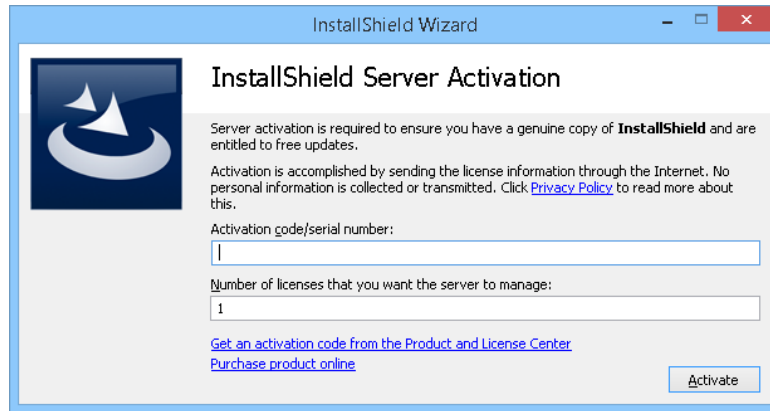 InstallShield Wizard
InstallShield Server Activation
Server activation is required to ensure you have a genuine copy of InstallShield and are
entitled to free updates.
Activation is accomplished by sending the license information through the Internet. No
personal information is collected or transmitted. Click Privacy Policy to read more about
this.
Activation code/serial number:
Number of licenses that you want the server to manage:
1
Get an activation code from the Product and License Center
Purchase product online
Activate